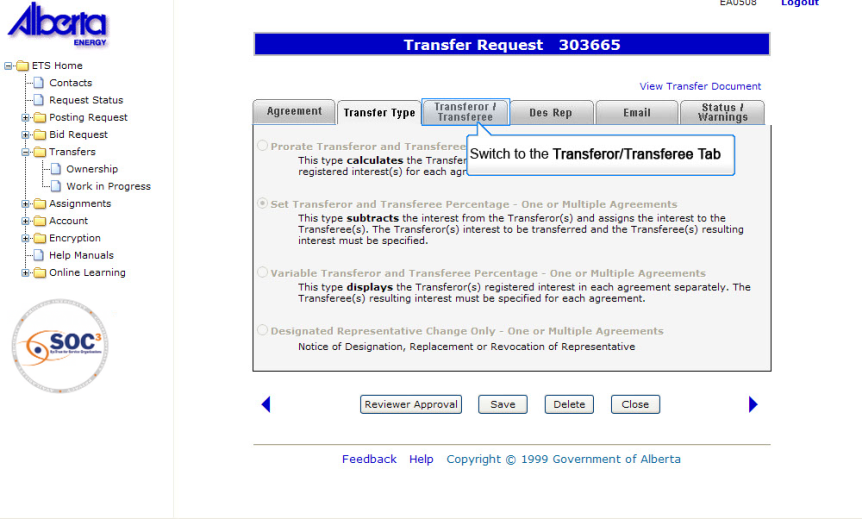 Alberta
ENERGY
EA0508 Logout
Transfer Request 303665
View Transfer Document
ETS Home
Contacts
Request Status
Posting Request
Bid Request
Transfers
Ownership
Work in Progress
Assignments
Account
Encryption
Help Manuals
Online Learning
SOC3
Agreement
Transfer Type
Transferor /
Transferee
Des Rep
Email
Status /
Warnings
Switch to the Transferor/Transferee Tab
Prorate Transferor and Transferee
This type calculates the Transfer
registered interest(s) for each
Set Transferor and Transferee Percentage - One or Multiple Agreements
This type subtracts the interest from the Transferor(s) and assigns the interest to the
Transferee(s). The Transferor(s) interest to be transferred and the Transferee(s) resulting
interest must be specified.
Variable Transferor and Transferee Percentage - One or Multiple Agreements
This type displays the Transferor(s) registered interest in each agreement separately. The
Transferee(s) resulting interest must be specified for each agreement.
Designated Representative Change Only - One or Multiple Agreements
Notice of Designation, Replacement or Revocation of Representative
Reviewer Approval Save Delete Close
Feedback Help Copyright © 1999 Government of Alberta